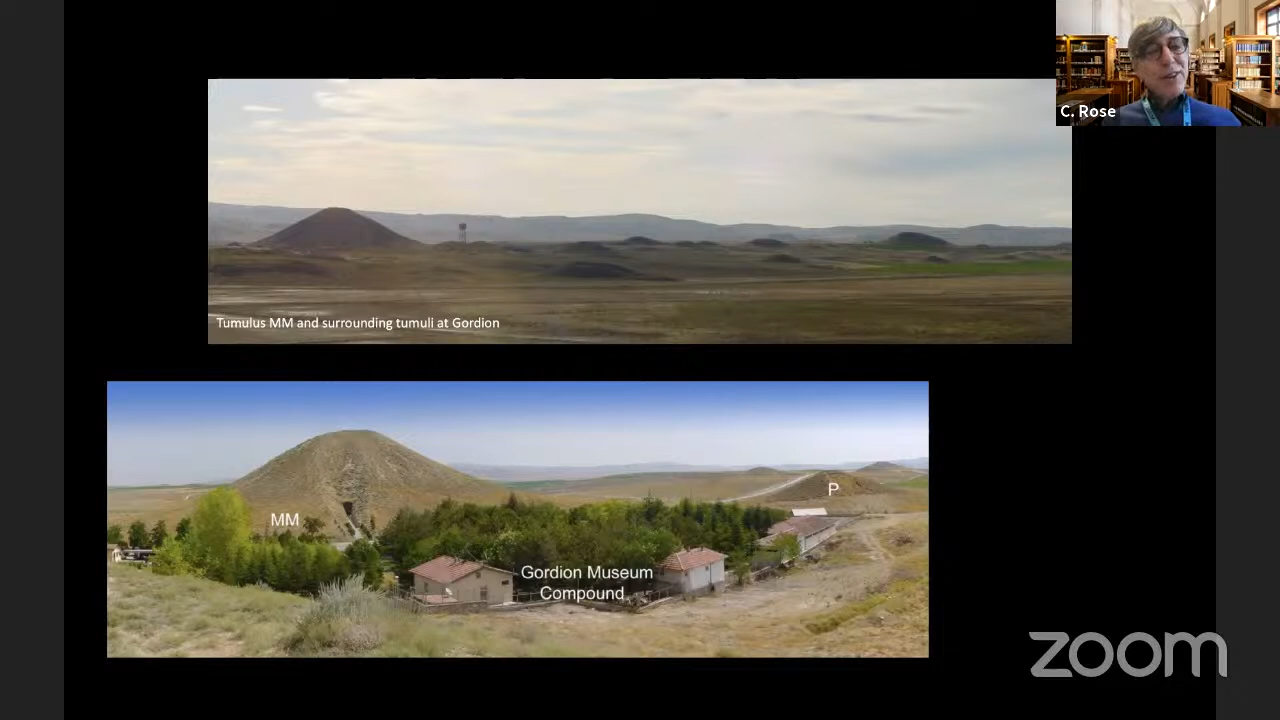 C. Rose
Tumulus MM and surrounding tumuli at Gordion
MM
P
Gordion Museum
Compound
zoom